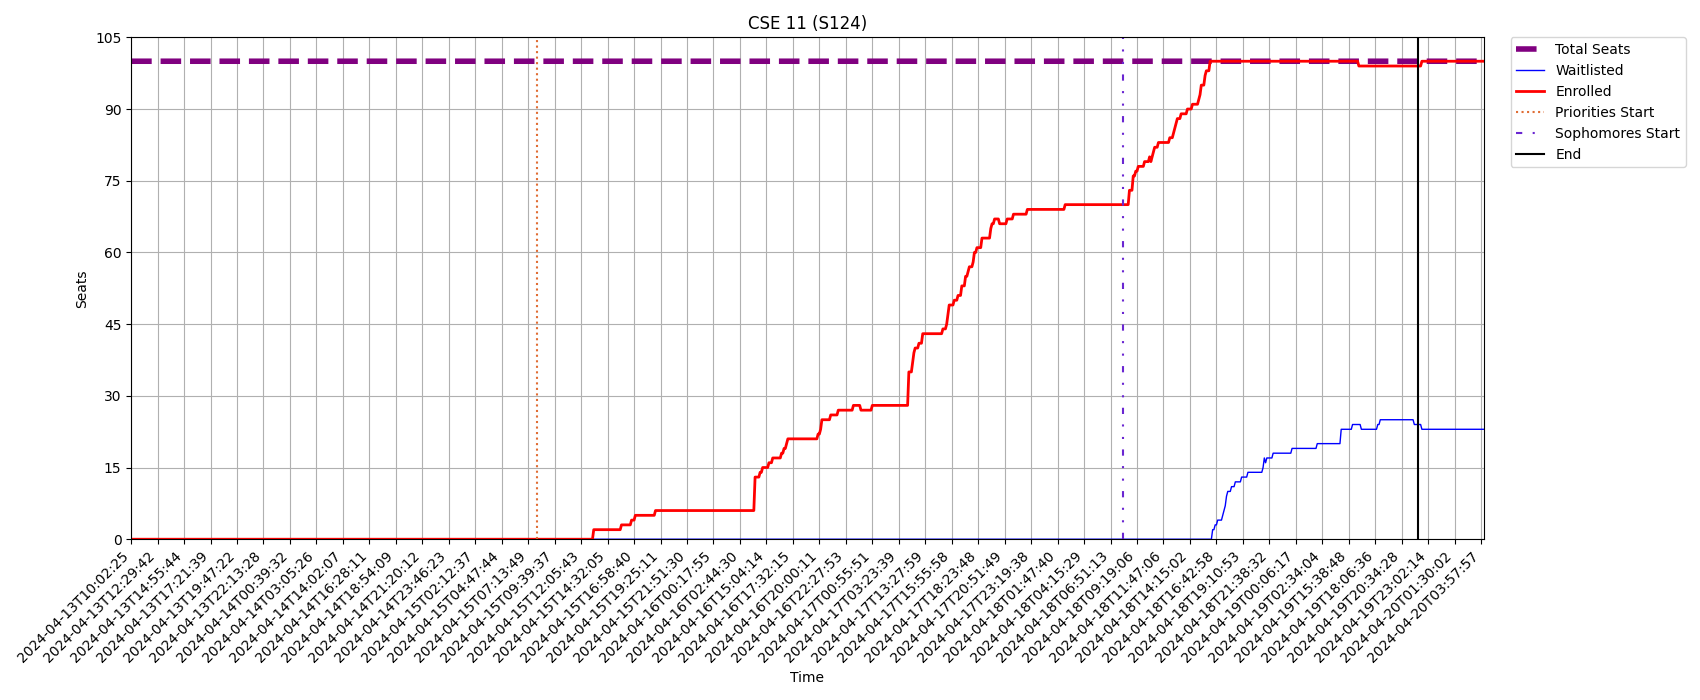 CSE 11 (S124)
105
90
75
60
45
30
15
0
Seats
2024-04-13T10:02:25
2024-04-13T12:29:42
2024-04-13T14:55:44
2024-04-13T17:21:39
2024-04-13T19:47:22
2024-04-13T22:13:28
2024-04-14T00:39:32
2024-04-14T03:05:26
2024-04-14T14:02:07
2024-04-14T16:28:11
2024-04-14T18:54:09
2024-04-14T21:20:12
2024-04-14T23:46:23
2024-04-15T02:12:37
2024-04-15T04:47:44
2024-04-15T07:13:49
2024-04-15T09:39:37
2024-04-15T12:05:43
2024-04-15T14:32:05
2024-04-15T16:58:40
2024-04-15T19:25:11
2024-04-15T21:51:30
2024-04-16T00:17:55
2024-04-16T02:44:30
2024-04-16T15:04:14
2024-04-16T17:32:15
2024-04-16T20:00:11
2024-04-16T22:27:53
2024-04-17T00:55:51
2024-04-17T03:23:39
2024-04-17T13:27:59
2024-04-17T15:55:58
2024-04-17T18:23:48
2024-04-17T20:51:49
2024-04-17T23:19:38
2024-04-18T01:47:40
2024-04-18T04:15:29
2024-04-18T06:51:13
2024-04-18T09:19:06
2024-04-18T11:47:06
2024-04-18T14:15:02
2024-04-18T16:42:58
2024-04-18T19:10:53
2024-04-18T21:38:32
2024-04-19T00:06:17
2024-04-19T02:34:04
2024-04-19T15:38:48
2024-04-19T18:06:36
2024-04-19T20:34:28
2024-04-19T23:02:14
2024-04-20T01:30:02
2024-04-20T03:57:57
Time
Total Seats
Waitlisted
Enrolled
Priorities Start
Sophomores Start
End